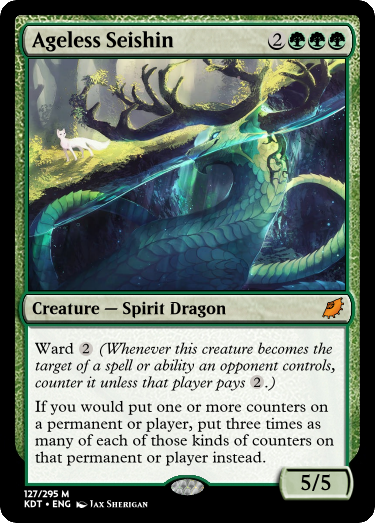 Ageless Seishin 2
Creature — Spirit Dragon
Ward 2 (Whenever this creature becomes the
target of a spell or ability an opponent controls,
counter it unless that player pays 2.)
If you would put one or more counters on
a permanent or player, put three times as
many of each of those kinds of counters on
that permanent or player instead.
5/5
127/295 M
KDT • ENG Jax Sherigan